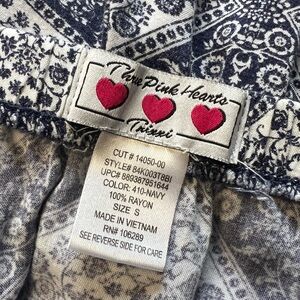 Three Pink Hearts
Trixxi
CUT # 14050-00
STYLE# 84K003TBBI
UPC# 889387951644
COLOR: 410-NAVY
100% RAYON
SIZE S
MADE IN VIETNAM
RN# 106289
SEE REVERSE SIDE FOR CARE